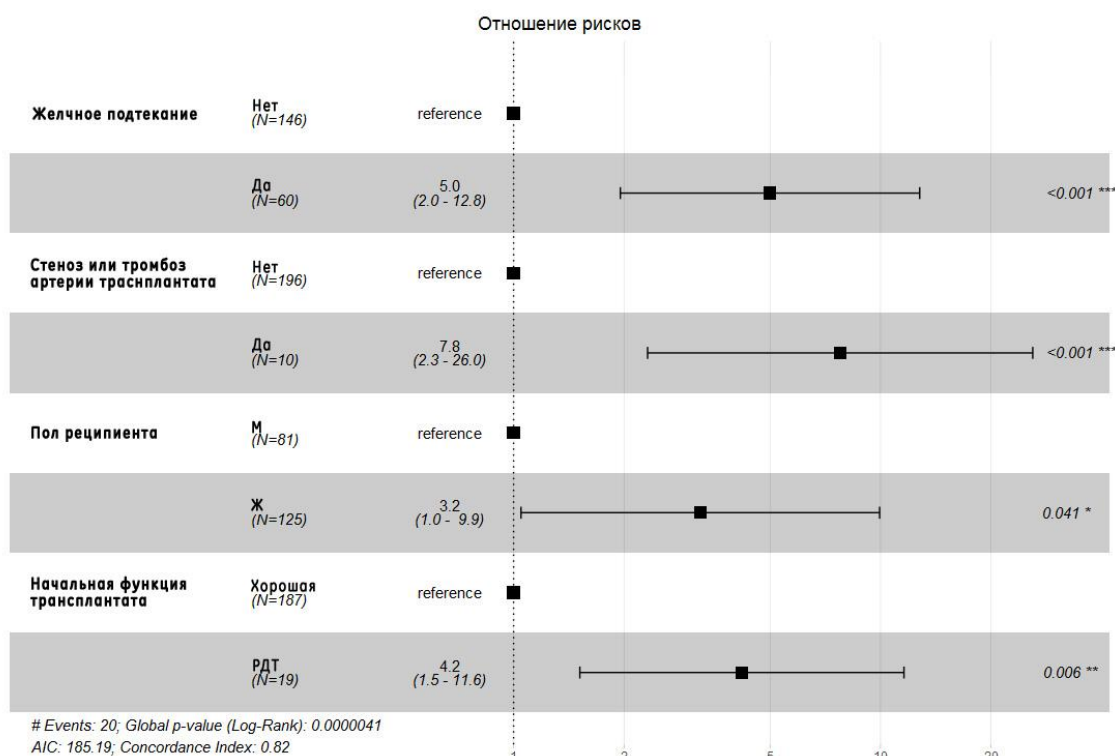 Отношение рисков
Желчное подтекание
Нет
(N=146)
reference
Да
(N=60)
5.0
(2.0 - 12.8)
<0.001 ***
Стеноз или тромбоз
артерии траснплантата
Нет
(N=196)
reference
Да
(N=10)
7.8
(2.3 - 26.0)
<0.001 ***
Пол реципиента
М
(N=81)
reference
Ж
(N=125)
3.2
(1.0 - 9.9)
0.041 *
Начальная функция
трансплантата
Хорошая
(N=187)
reference
РДТ
(N=19)
4.2
(1.5 - 11.6)
0.006 **
# Events: 20; Global p-value (Log-Rank): 0.0000041
AIC: 185.19; Concordance Index: 0.82
1 2 5 10 20